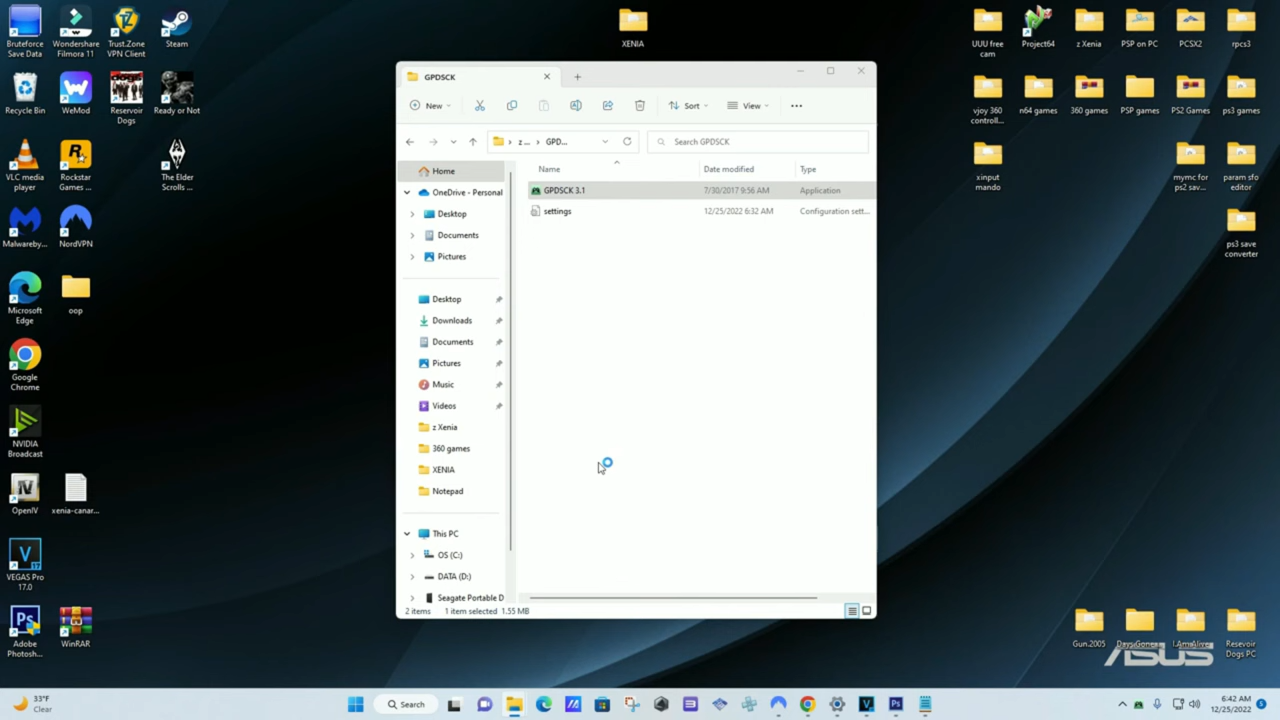 Bruteforce
Save Data
Wondershare
Filmora 11
Trust.Zone
VPN Client
Steam
Recycle Bin
WeMod
Reservoir
Dogs
Ready or Not
VLC media
player
Rockstar
Games ...
The Elder
Scrolls ...
Malwareby...
NordVPN
Microsoft
Edge
oop
Google
Chrome
NVIDIA
Broadcast
OpenIV
xenia-canar...
VEGAS Pro
17.0
Adobe
Photosh...
WinRAR
XENIA
GPDSCK
New
Sort
View
z ...
GPD...
Search GPDSCK
Name
Date modified
Type
GPDSCK 3.1
7/30/2017 9:56 AM
Application
settings
12/25/2022 6:32 AM
Configuration sett...
Home
OneDrive - Personal
Desktop
Documents
Pictures
Desktop
Downloads
Documents
Pictures
Music
Videos
z Xenia
360 games
XENIA
Notepad
This PC
OS (C:)
DATA (D:)
Seagate Portable D
2 items
1 item selected 1.55 MB
UUU free
cam
Project64
z Xenia
PSP on PC
PCSX2
rpcs3
vjoy 360
controll...
n64 games
360 games
PSP games
PS2 Games
ps3 games
xinput
mando
mymc for
ps2 sav...
param sfo
editor
ps3 save
converter
Gun.2005
Days.Gone...
I.Am.Alive
Resevoir
Dogs PC
ASUS
33°F
Clear
Search
6:42 AM
12/25/2022